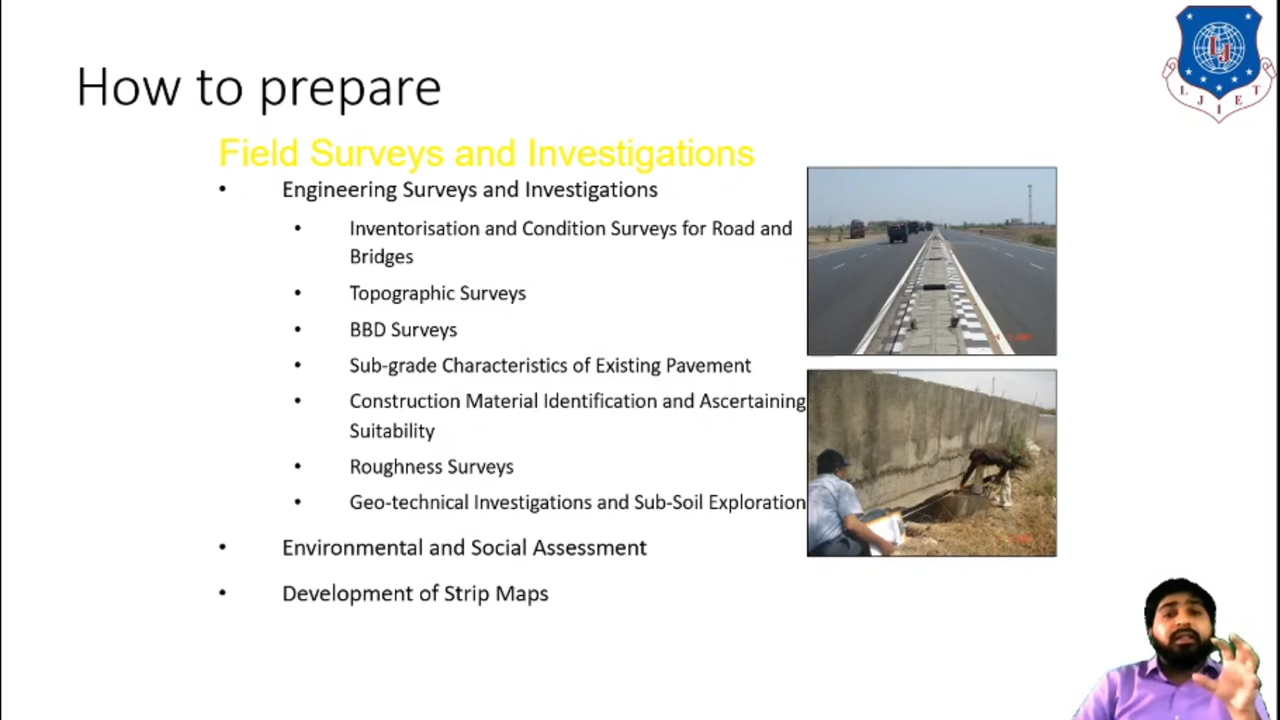 How to prepare
Field Surveys and Investigations
• Engineering Surveys and Investigations
• Inventorisation and Condition Surveys for Road and
Bridges
• Topographic Surveys
• BBD Surveys
• Sub-grade Characteristics of Existing Pavement
• Construction Material Identification and Ascertaining
Suitability
• Roughness Surveys
• Geo-technical Investigations and Sub-Soil Exploration
• Environmental and Social Assessment
• Development of Strip Maps
LJ
LJIET